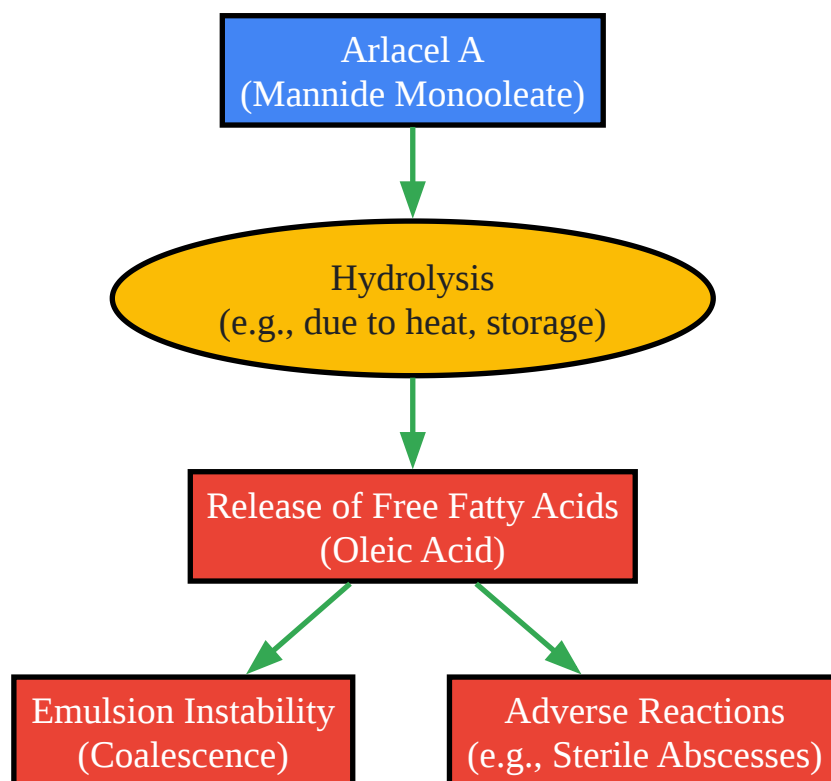 Arlacel A
(Mannide Monooleate)
Hydrolysis
(e.g., due to heat, storage)
Release of Free Fatty Acids
(Oleic Acid)
Emulsion Instability
(Coalescence)
Adverse Reactions
(e.g., Sterile Abscesses)